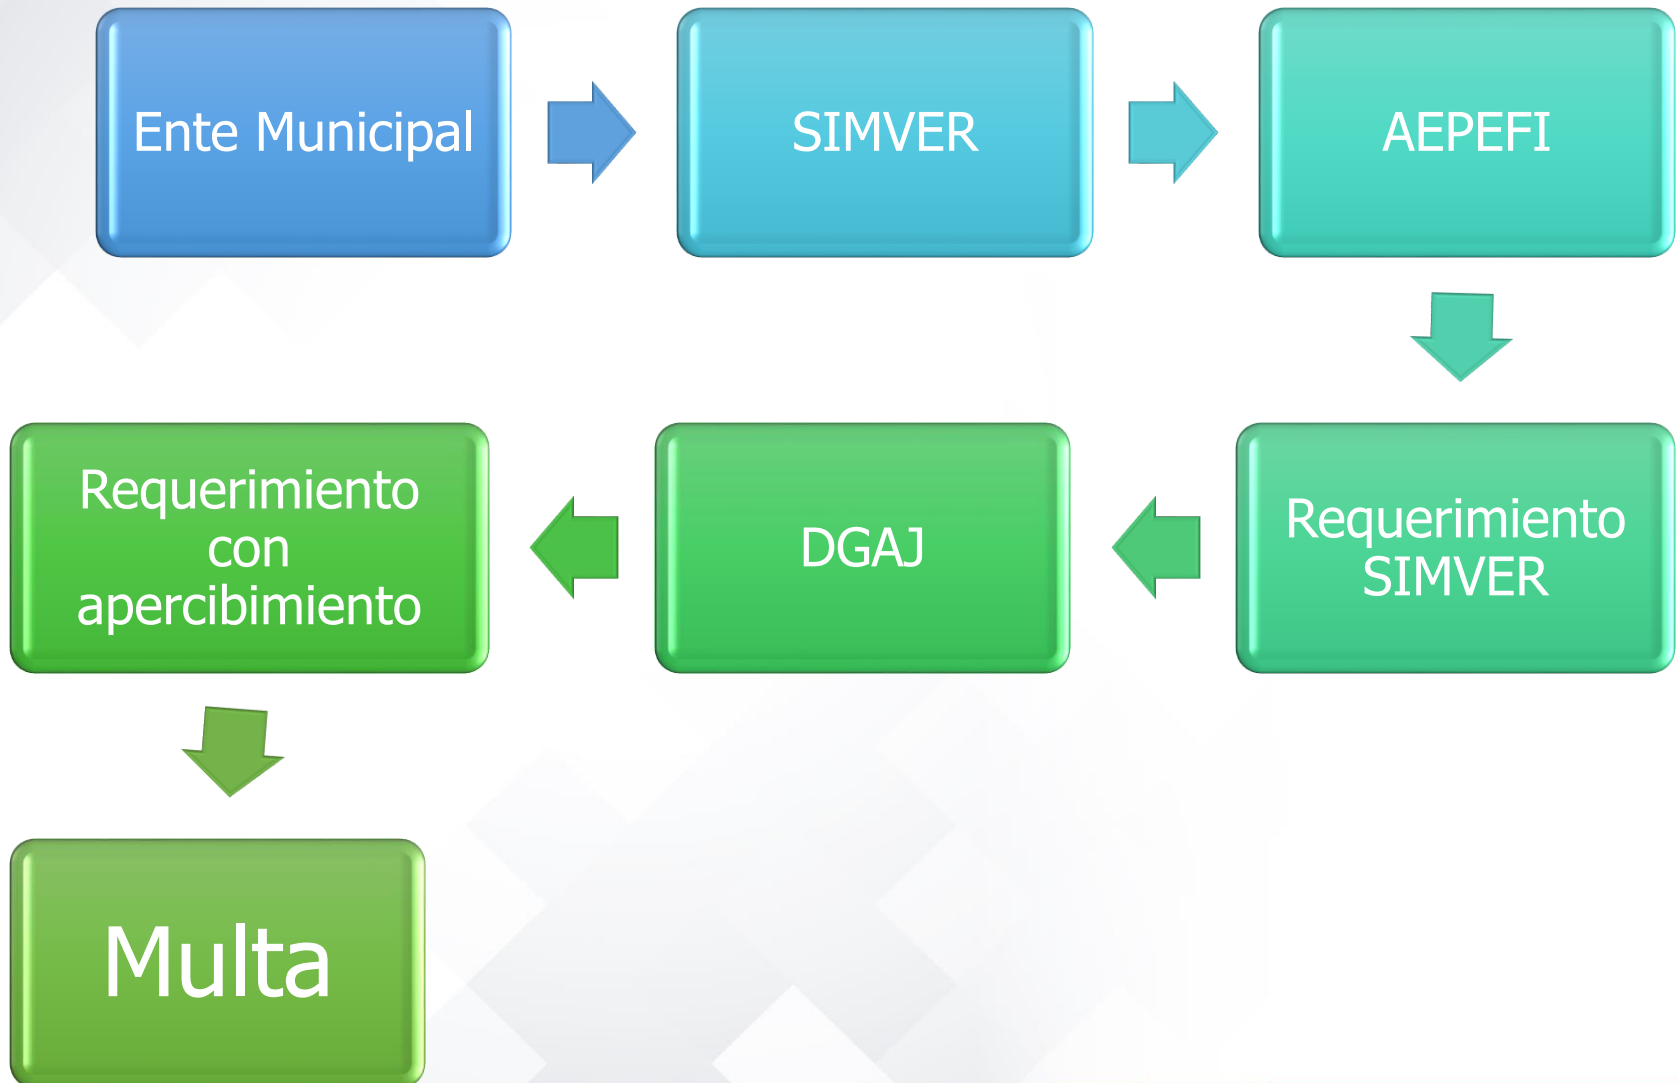 Ente Municipal
SIMVER
AEPEFI
Requerimiento
SIMVER
DGAJ
Requerimiento
con
apercibimiento
Multa